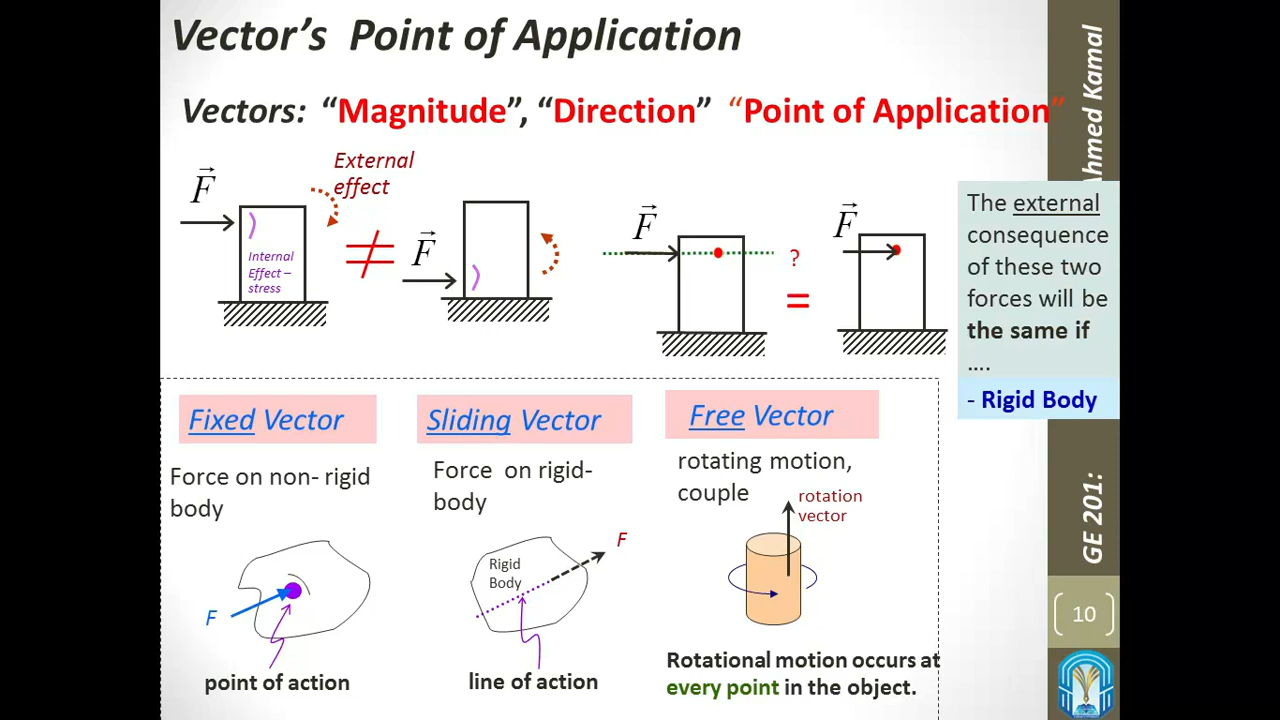 Vector's Point of Application
Vectors: “Magnitude”, “Direction” “Point of Application”
External
effect
F
Internal
Effect –
stress
≠
F
F
?
=
F
The external
consequence
of these two
forces will be
the same if
....
- Rigid Body
Fixed Vector
Force on non- rigid
body
F
point of action
Sliding Vector
Force on rigid-
body
Rigid
Body
F
line of action
Free Vector
rotating motion,
couple
rotation
vector
Rotational motion occurs at
every point in the object.
Ahmed Kamal
GE 201:
10